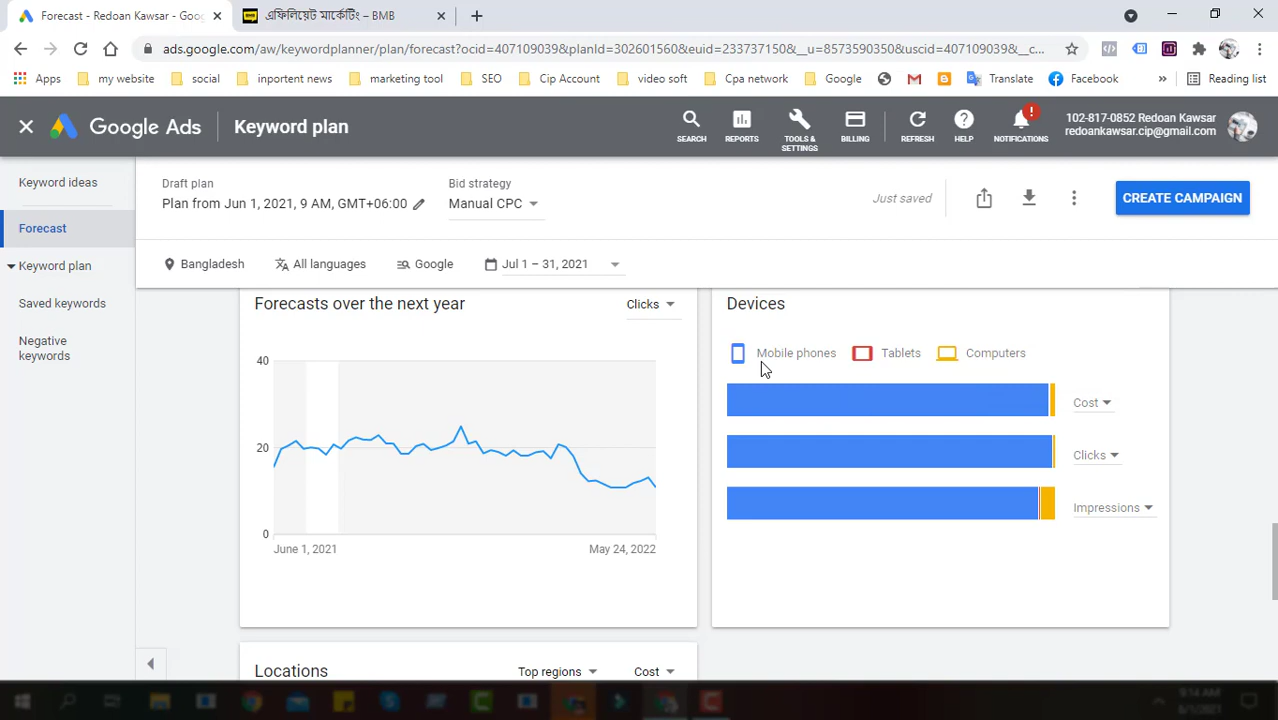 Forecast - Redoan Kawsar - Goo
এফিলিয়েট মার্কেটিং – BMB
ads.google.com/aw/keywordplanner/plan/forecast?ocid=407109039&planId=302601560&euid=233737150&__u=8573590350&uscid=407109039&__c...
Apps
my website
social
inportent news
marketing tool
SEO
Cip Account
video soft
Cpa network
Google
Translate
Facebook
Reading list
Google Ads
Keyword plan
SEARCH
REPORTS
TOOLS & SETTINGS
BILLING
REFRESH
HELP
NOTIFICATIONS
102-817-0852 Redoan Kawsar
redoankawsar.cip@gmail.com
Keyword ideas
Forecast
Keyword plan
Saved keywords
Negative
keywords
Draft plan
Plan from Jun 1, 2021, 9 AM, GMT+06:00
Bid strategy
Manual CPC
Just saved
CREATE CAMPAIGN
Bangladesh
All languages
Google
Jul 1 – 31, 2021
Forecasts over the next year
Clicks
40
20
0
June 1, 2021
May 24, 2022
Devices
Mobile phones
Tablets
Computers
Cost
Clicks
Impressions
Locations
Top regions
Cost
9:14 AM